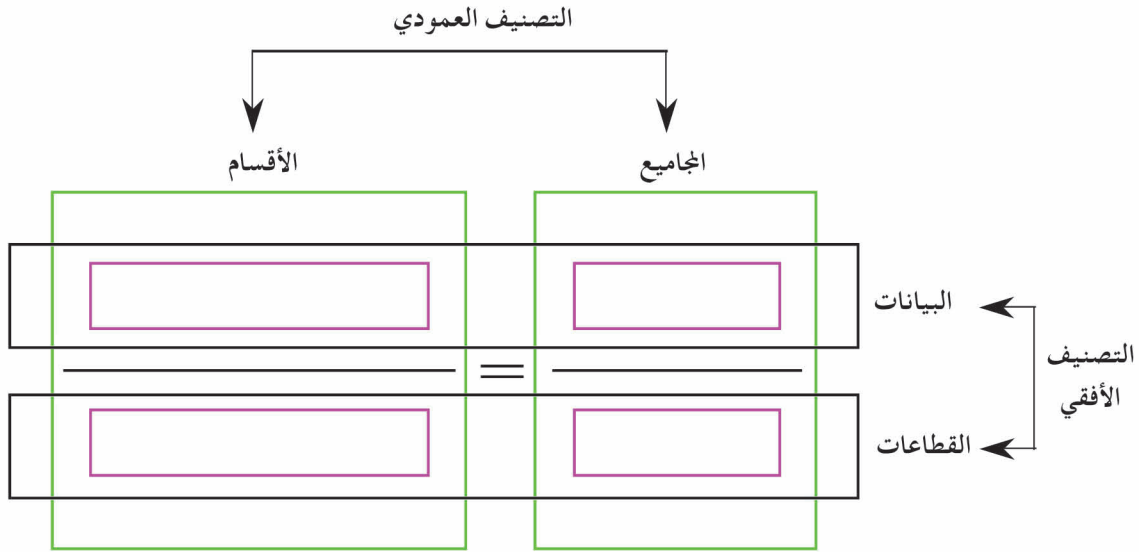 التصنيف العمودي
المجاميع
الأقسام
البيانات
التصنيف
الأفقي
القطاعات
=